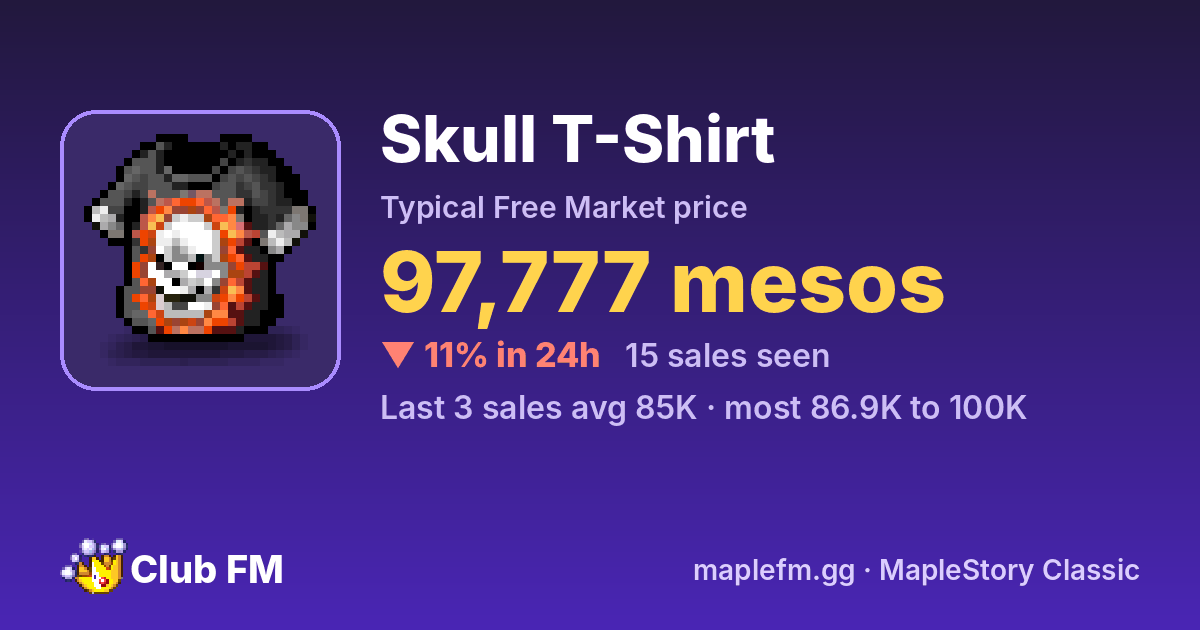 Skull T-Shirt
Typical Free Market price
97,777 mesos
▼ 11% in 24h 15 sales seen
Last 3 sales avg 85K · most 86.9K to 100K
Club FM
maplefm.gg · MapleStory Classic